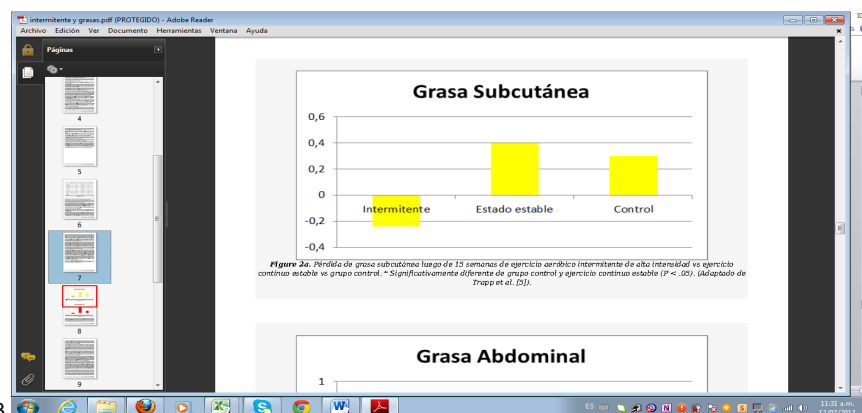 intermitente y grasas.pdf (PROTEGIDO) - Adobe Reader
Archivo Edición Ver Documento Herramientas Ventana Ayuda
Páginas
4
5
6
7
8
9
Grasa Subcutánea
0,6
0,4
0,2
0
-0,2
-0,4
Intermitente Estado estable Control
Figure 2a. Pérdida de grasa subcutánea luego de 15 semanas de ejercicio aeróbico intermitente de alta intensidad vs ejercicio
continuo estable vs grupo control. * Significativamente diferente de grupo control y ejercicio continuo estable (P < .05). (Adaptado de
Trapp et al. [5]).
Grasa Abdominal
1
ES
11:31 a.m.